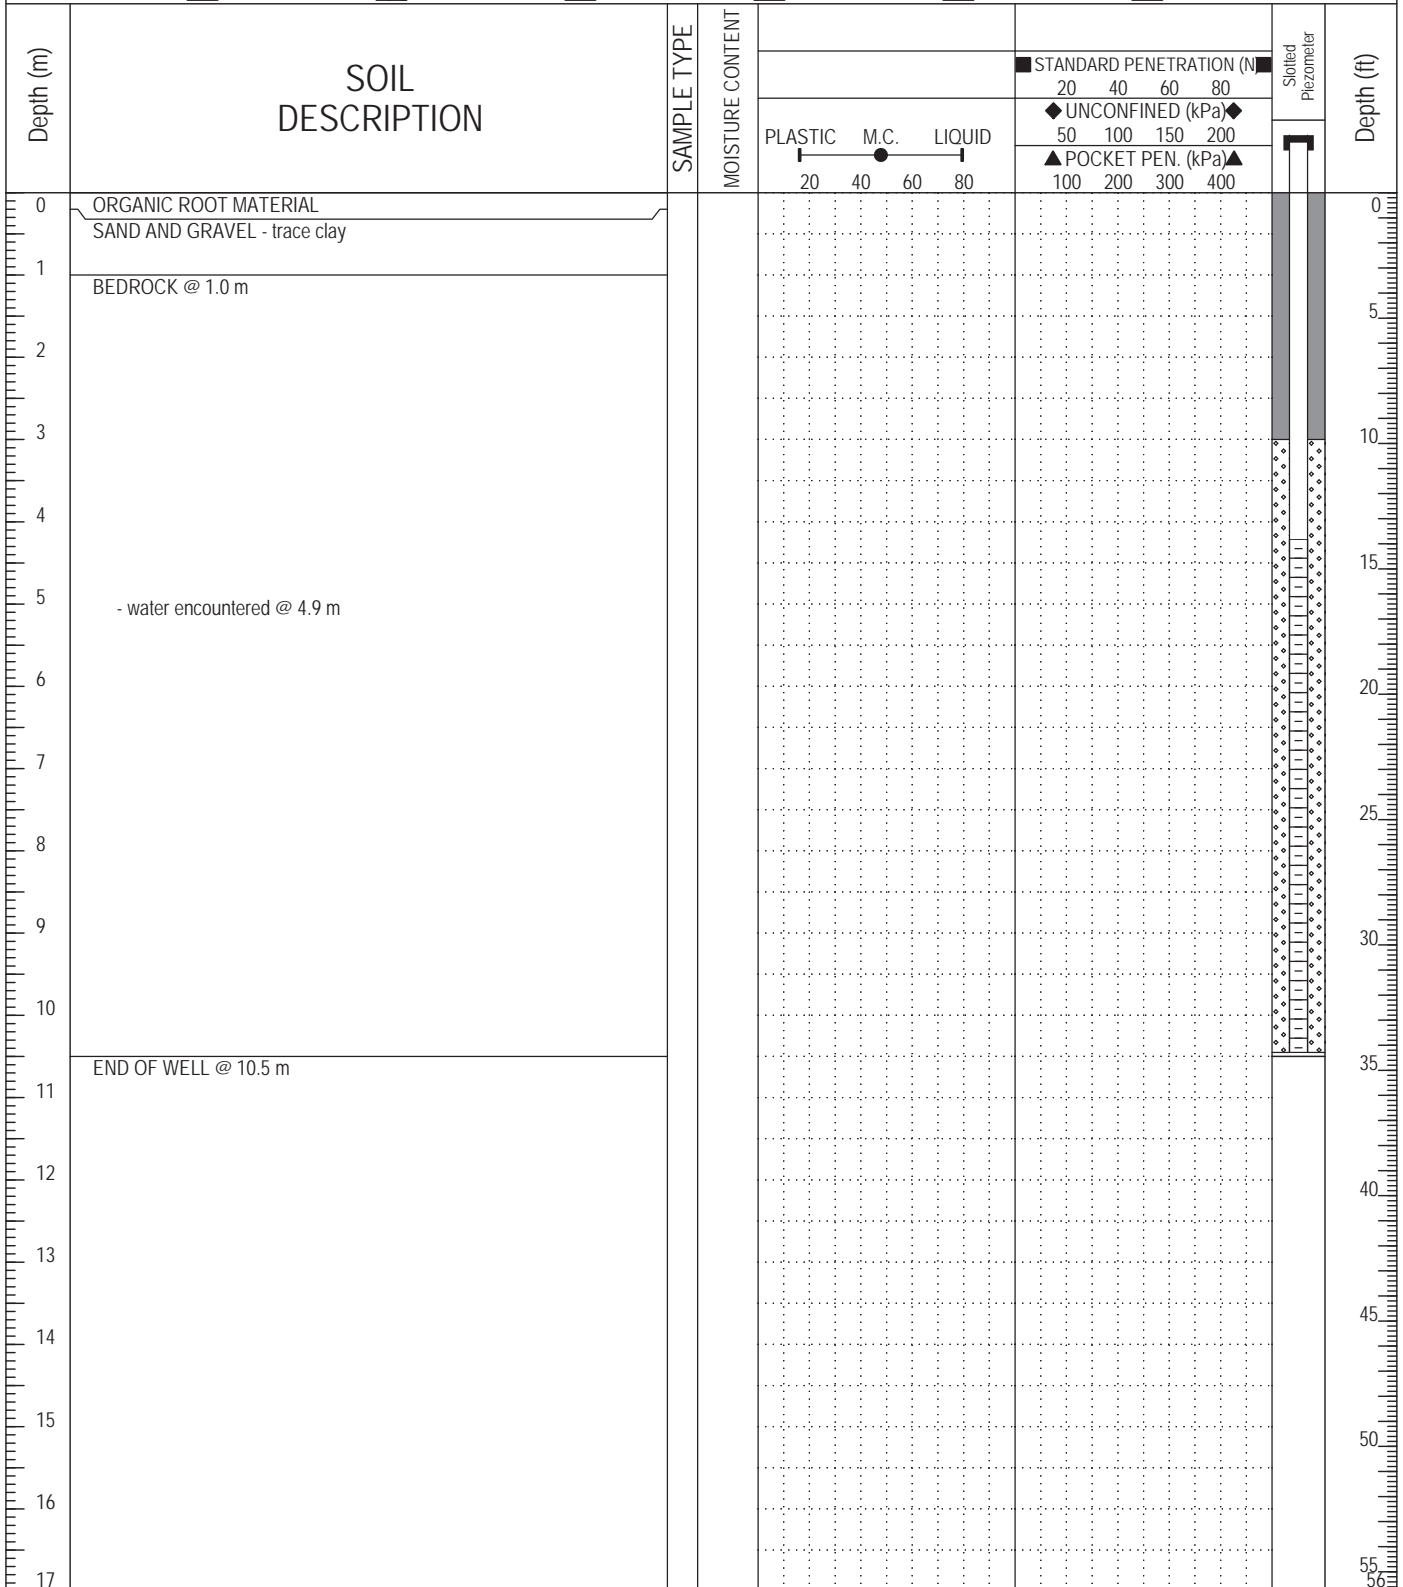 Depth (m)
SOIL
DESCRIPTION
SAMPLE TYPE
MOISTURE CONTENT
PLASTIC M.C. LIQUID
20 40 60 80
STANDARD PENETRATION (N)
20 40 60 80
UNCONFINED (kPa)
50 100 150 200
POCKET PEN. (kPa)
100 200 300 400
Slotted
Piezometer
Depth (ft)
0
ORGANIC ROOT MATERIAL
SAND AND GRAVEL - trace clay
1
BEDROCK @ 1.0 m
2
3
4
5
- water encountered @ 4.9 m
6
7
8
9
10
END OF WELL @ 10.5 m
11
12
13
14
15
16
17
0
5
10
15
20
25
30
35
40
45
50
55
56